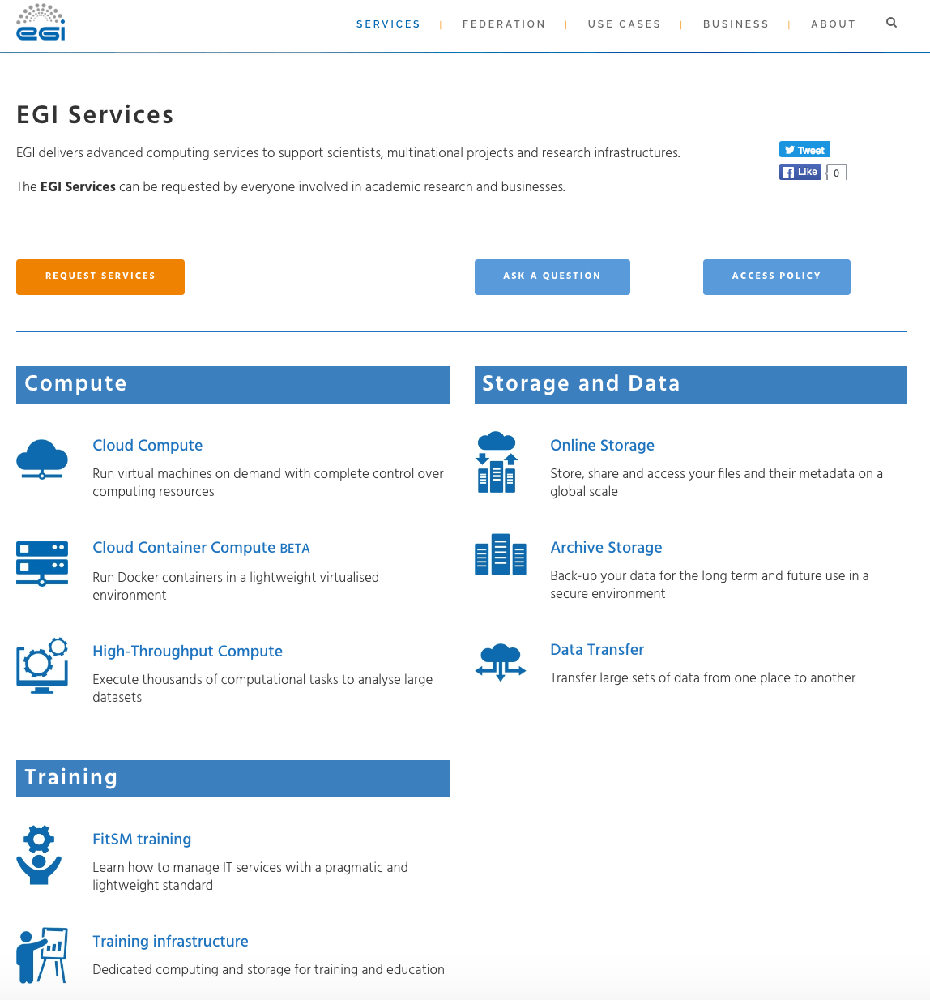 egi
SERVICES | FEDERATION | USE CASES | BUSINESS | ABOUT
EGI Services
EGI delivers advanced computing services to support scientists, multinational projects and research infrastructures.
Tweet
Like 0
The EGI Services can be requested by everyone involved in academic research and businesses.
REQUEST SERVICES
ASK A QUESTION
ACCESS POLICY
Compute
Cloud Compute
Run virtual machines on demand with complete control over
computing resources
Cloud Container Compute BETA
Run Docker containers in a lightweight virtualised
environment
High-Throughput Compute
Execute thousands of computational tasks to analyse large
datasets
Storage and Data
Online Storage
Store, share and access your files and their metadata on a
global scale
Archive Storage
Back-up your data for the long term and future use in a
secure environment
Data Transfer
Transfer large sets of data from one place to another
Training
FitSM training
Learn how to manage IT services with a pragmatic and
lightweight standard
Training infrastructure
Dedicated computing and storage for training and education